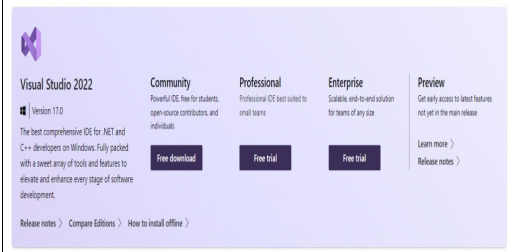 Visual Studio 2022
Version 17.0
The best comprehensive IDE for .NET and
C++ developers on Windows. Fully packed
with a sweet array of tools and features to
elevate and enhance every stage of software
development.
Community
Powerful IDE, free for students,
open-source contributors, and
individuals
Free download
Professional
Professional IDE best suited to
small teams
Free trial
Enterprise
Scalable, end-to-end solution
for teams of any size
Free trial
Preview
Get early access to latest features
not yet in the main release
Learn more >
Release notes >
Release notes > Compare Editions > How to install offline >